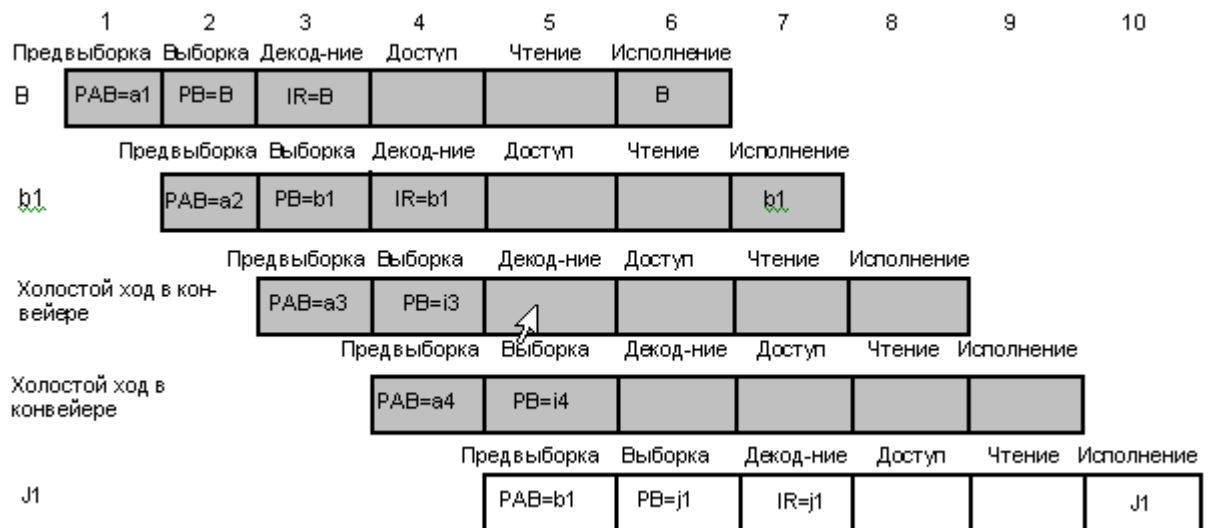 1 2 3 4 5 6 7 8 9 10
Предвыборка Выборка Декод-ние Доступ Чтение Исполнение
B PAB=a1 PB=B IR=B B
Предвыборка Выборка Декод-ние Доступ Чтение Исполнение
b1 PAB=a2 PB=b1 IR=b1 b1
Предвыборка Выборка Декод-ние Доступ Чтение Исполнение
Холостой ход в кон-
вейере
PAB=a3 PB=i3
Предвыборка Выборка Декод-ние Доступ Чтение Исполнение
Холостой ход в
конвейере
PAB=a4 PB=i4
Предвыборка Выборка Декод-ние Доступ Чтение Исполнение
J1 PAB=b1 PB=j1 IR=j1 J1